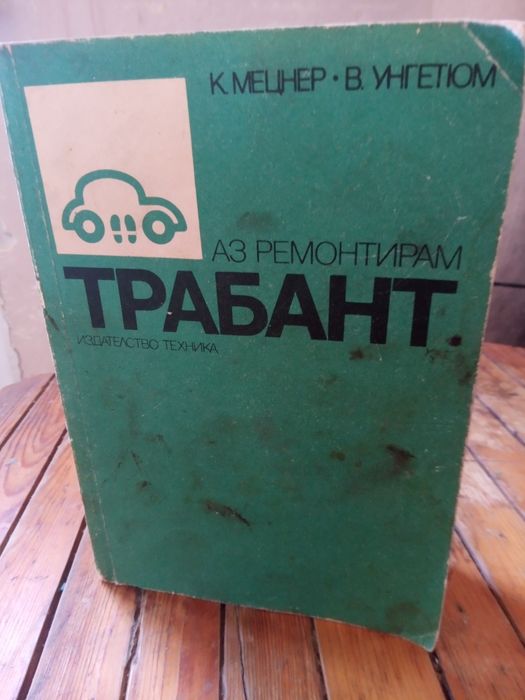 К. МЕЦНЕР • В. УНГЕТЮМ
АЗ РЕМОНТИРАМ
ТРАБАНТ
ИЗДАТЕЛСТВО ТЕХНИКА